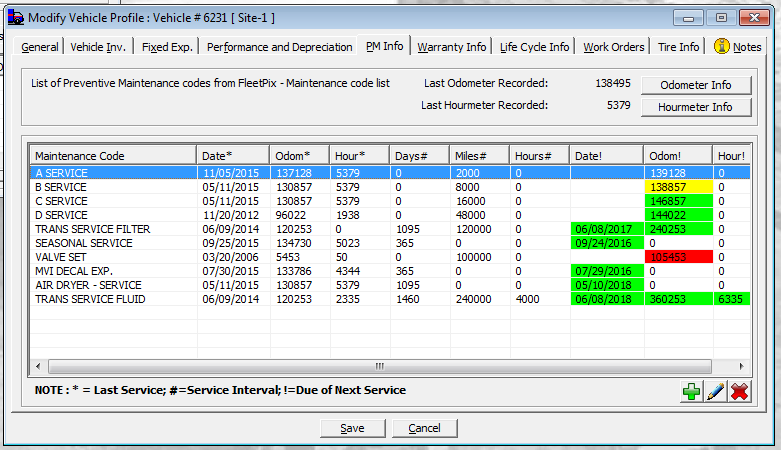 Modify Vehicle Profile : Vehicle # 6231 [ Site-1 ]
General Vehicle Inv. Fixed Exp. Performance and Depreciation PM Info Warranty Info Life Cycle Info Work Orders Tire Info Notes
List of Preventive Maintenance codes from FleetPix - Maintenance code list Last Odometer Recorded: 138495 Odometer Info
Last Hourmeter Recorded: 5379 Hourmeter Info
Maintenance Code Date* Odom* Hour* Days# Miles# Hours# Date! Odom! Hour!
A SERVICE 11/05/2015 137128 5379 0 2000 0 139128 0
B SERVICE 05/11/2015 130857 5379 0 8000 0 138857 0
C SERVICE 05/11/2015 130857 5379 0 16000 0 146857 0
D SERVICE 11/20/2012 96022 1938 0 48000 0 144022 0
TRANS SERVICE FILTER 06/09/2014 120253 0 1095 120000 0 06/08/2017 240253 0
SEASONAL SERVICE 09/25/2015 134730 5023 365 0 0 09/24/2016 0 0
VALVE SET 03/20/2006 5453 50 0 100000 0 105453 0
MVI DECAL EXP. 07/30/2015 133786 4344 365 0 0 07/29/2016 0 0
AIR DRYER - SERVICE 05/11/2015 130857 5379 1095 0 0 05/10/2018 0 0
TRANS SERVICE FLUID 06/09/2014 120253 2335 1460 240000 4000 06/08/2018 360253 6335
NOTE : * = Last Service; #=Service Interval; !=Due of Next Service
Save Cancel